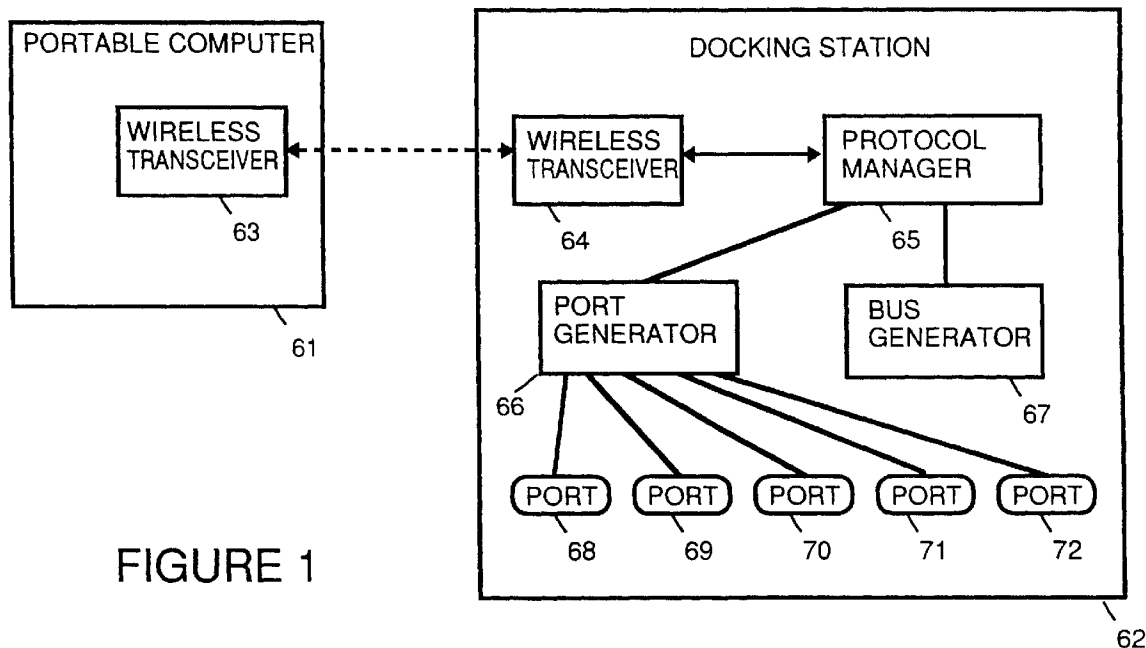 PORTABLE COMPUTER
WIRELESS
TRANSCEIVER
63
61
DOCKING STATION
WIRELESS
TRANSCEIVER
64
PROTOCOL
MANAGER
65
PORT
GENERATOR
66
BUS
GENERATOR
67
PORT
PORT
PORT
PORT
PORT
68
69
70
71
72
62
FIGURE 1